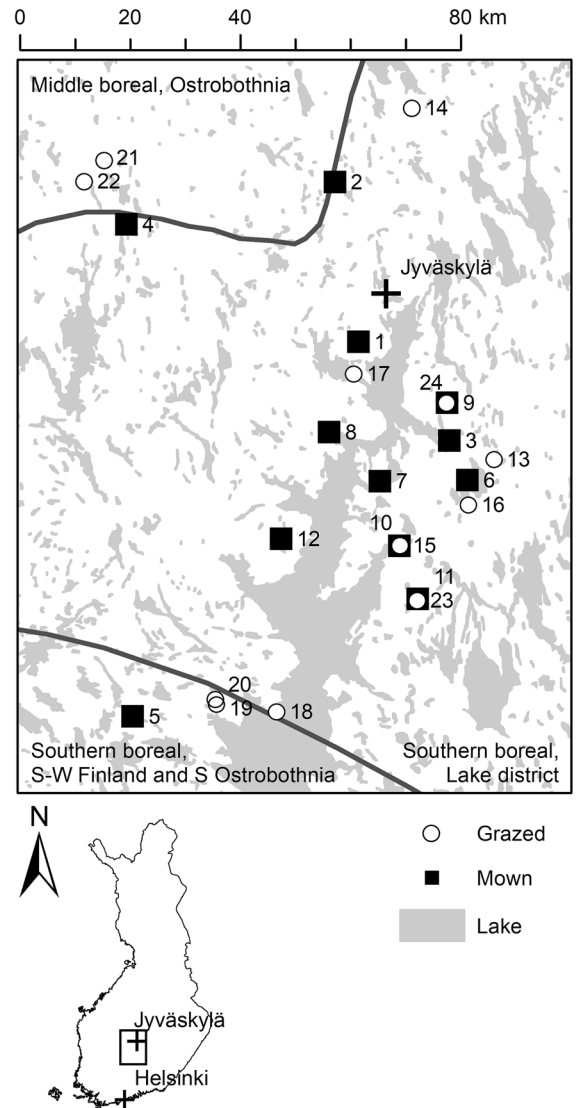 0 20 40 80 km
Middle boreal, Ostrobothnia
14
21
22
2
4
Jyväskylä
1
17
24
9
8
3
13
7
6
16
10
12
15
11
23
20
19
18
5
Southern boreal,
S-W Finland and S Ostrobothnia
Southern boreal,
Lake district
N
Grazed
Mown
Lake
Jyväskylä
Helsinki